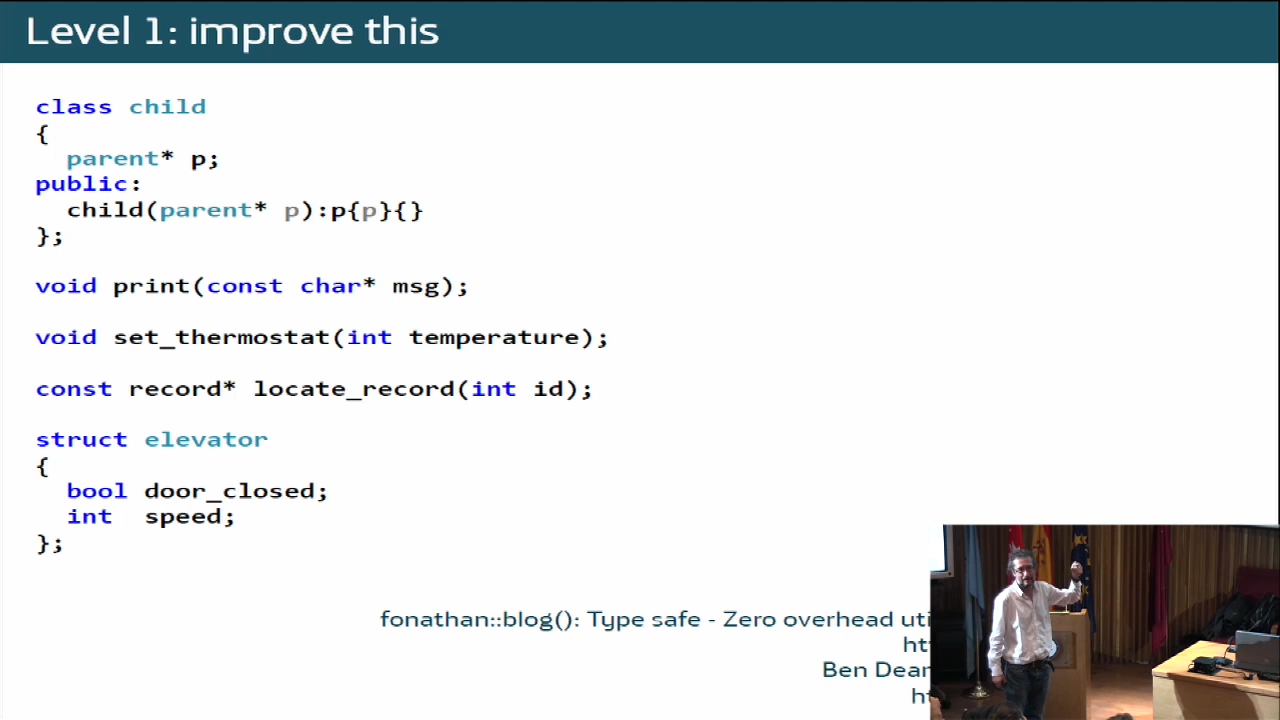 Level 1: improve this
class child
{
parent* p;
public:
child(parent* p):p{p}{}
};
void print(const char* msg);
void set_thermostat(int temperature);
const record* locate_record(int id);
struct elevator
{
bool door_closed;
int speed;
};
fonathan::blog(): Type safe - Zero overhead
Ben